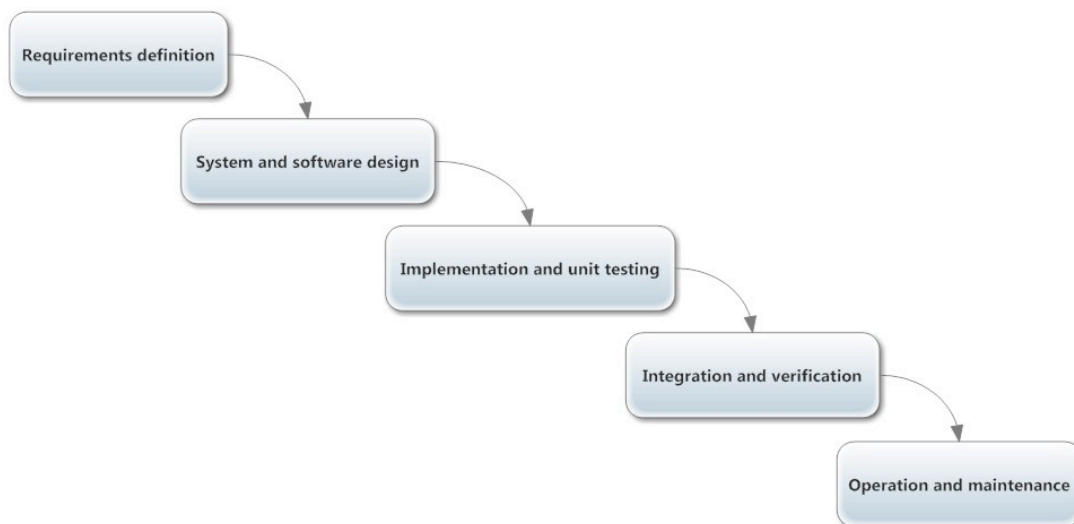 Requirements definition
System and software design
Implementation and unit testing
Integration and verification
Operation and maintenance